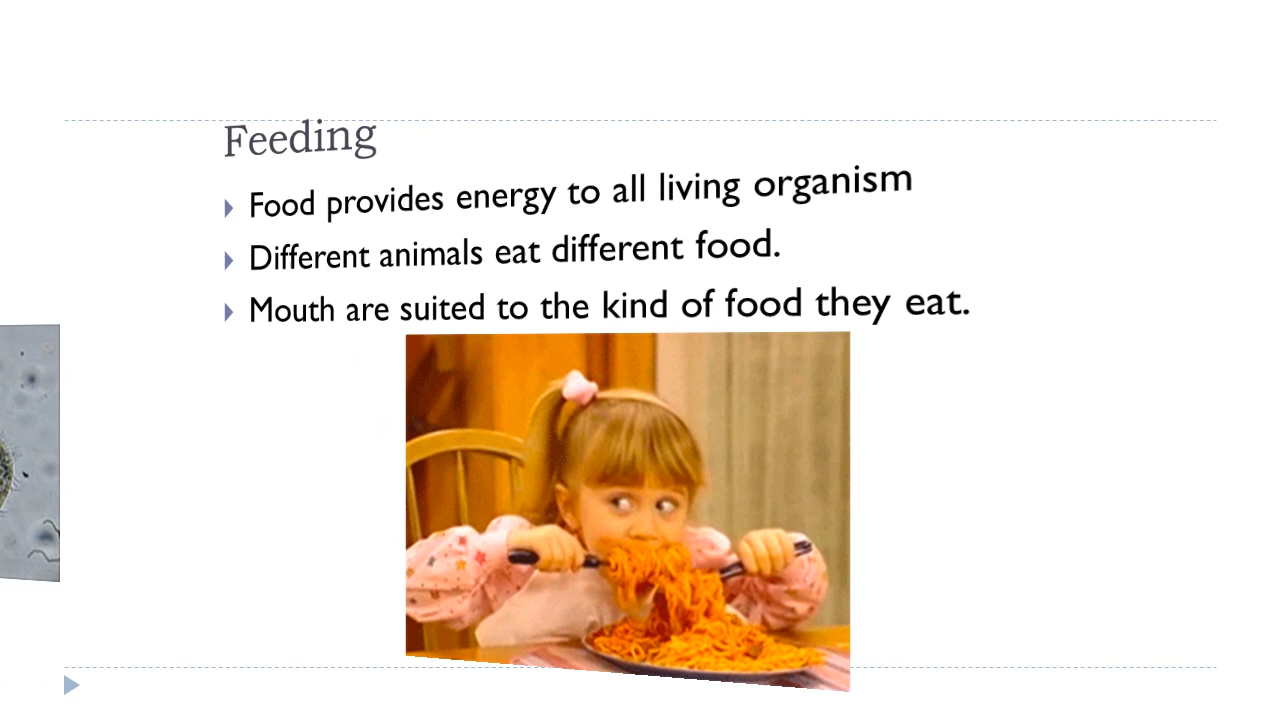 Feeding
Food provides energy to all living organism
Different animals eat different food.
Mouth are suited to the kind of food they eat.